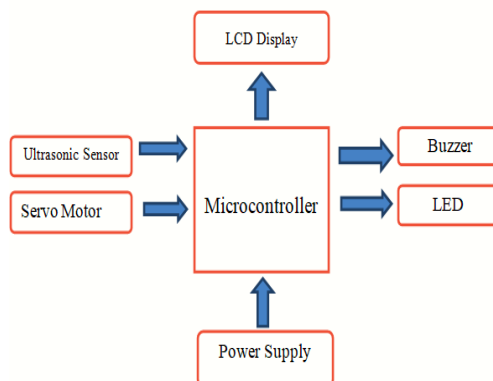 LCD Display
Ultrasonic Sensor
Buzzer
Servo Motor
Microcontroller
LED
Power Supply